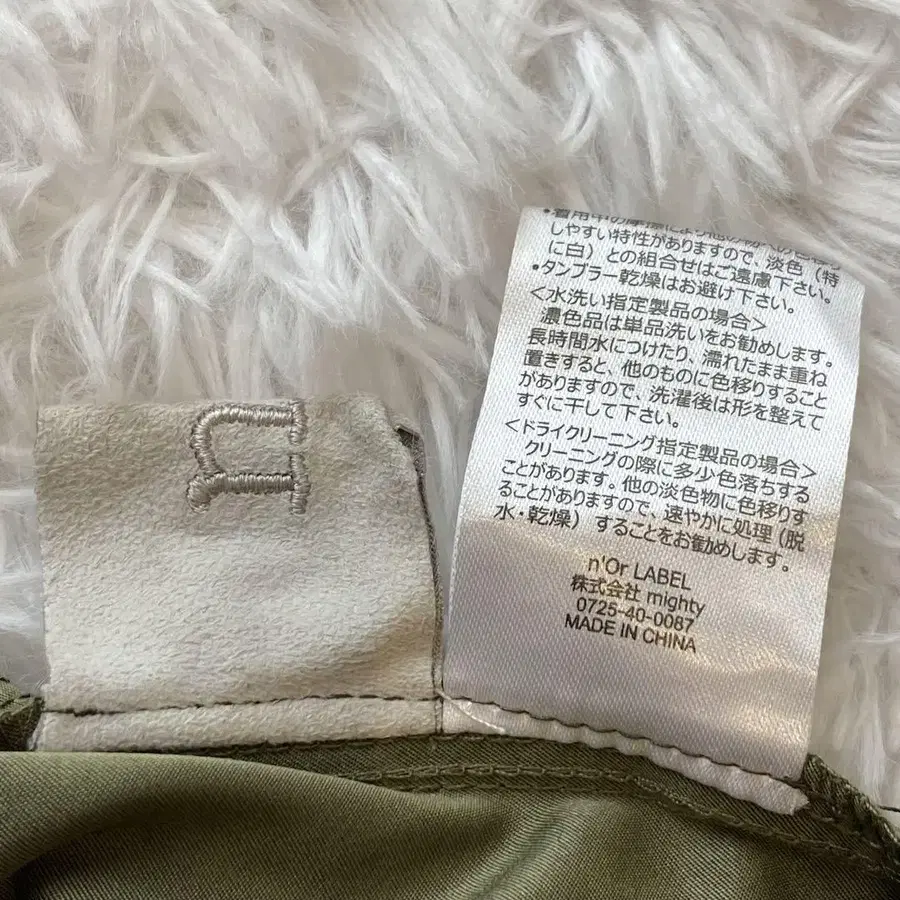 しやすい特性がありますので、淡色(特
に白)との組合せはご遠慮下さい。
・タンブラー乾燥はお避け下さい。
<水洗い指定製品の場合>
濃色品は単品洗いをお勧めします。
長時間水につけたり、濡れたまま重ね
置きすると、他のものに色移りすること
がありますので、洗濯後は形を整えて
すぐに干して下さい。
<ドライクリーニング指定製品の場合>
クリーニングの際に多少色落ちする
ことがあります。他の淡色物に色移りす
ることがありますので、速やかに処理(脱
水・乾燥)することをお勧めします。
n'Or LABEL
株式会社 mighty
0725-40-0087
MADE IN CHINA